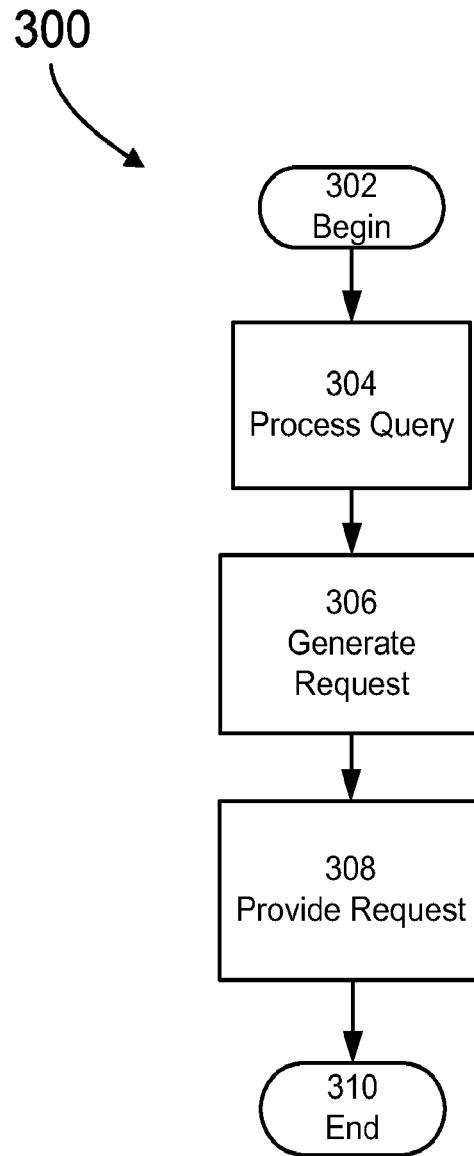 300
302
Begin
304
Process Query
306
Generate
Request
308
Provide Request
310
End